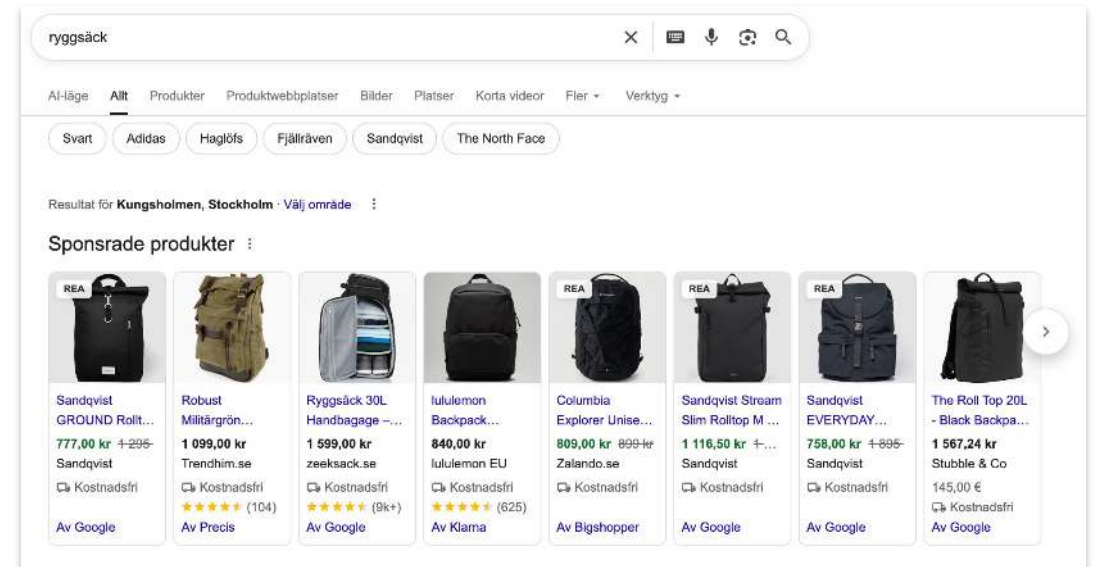 ryggsäck
AI-läge Allt Produkter Produktwebbplatser Bilder Platser Korta videor Fler Verktyg
Svart Adidas Haglöfs Fjällräven Sandqvist The North Face
Resultat för Kungsholmen, Stockholm · Välj område
Sponsrade produkter
REA
Sandqvist
GROUND Rollt...
777,00 kr 1 295
Sandqvist
Kostnadsfri
Av Google
Robust
Militärgrön...
1 099,00 kr
Trendhim.se
Kostnadsfri
(104)
Av Precis
Ryggsäck 30L
Handbagage –...
1 599,00 kr
zeeksack.se
Kostnadsfri
(9k+)
Av Google
lululemon
Backpack...
840,00 kr
lululemon EU
Kostnadsfri
(625)
Av Klarna
REA
Columbia
Explorer Unise...
809,00 kr 899 kr
Zalando.se
Kostnadsfri
Av Bigshopper
REA
Sandqvist Stream
Slim Rolltop M ...
1 116,50 kr 1...
Sandqvist
Kostnadsfri
Av Google
REA
Sandqvist
EVERYDAY...
758,00 kr 1 895
Sandqvist
Kostnadsfri
Av Google
The Roll Top 20L
- Black Backpa...
1 567,24 kr
Stubble & Co
145,00 €
Kostnadsfri
Av Google